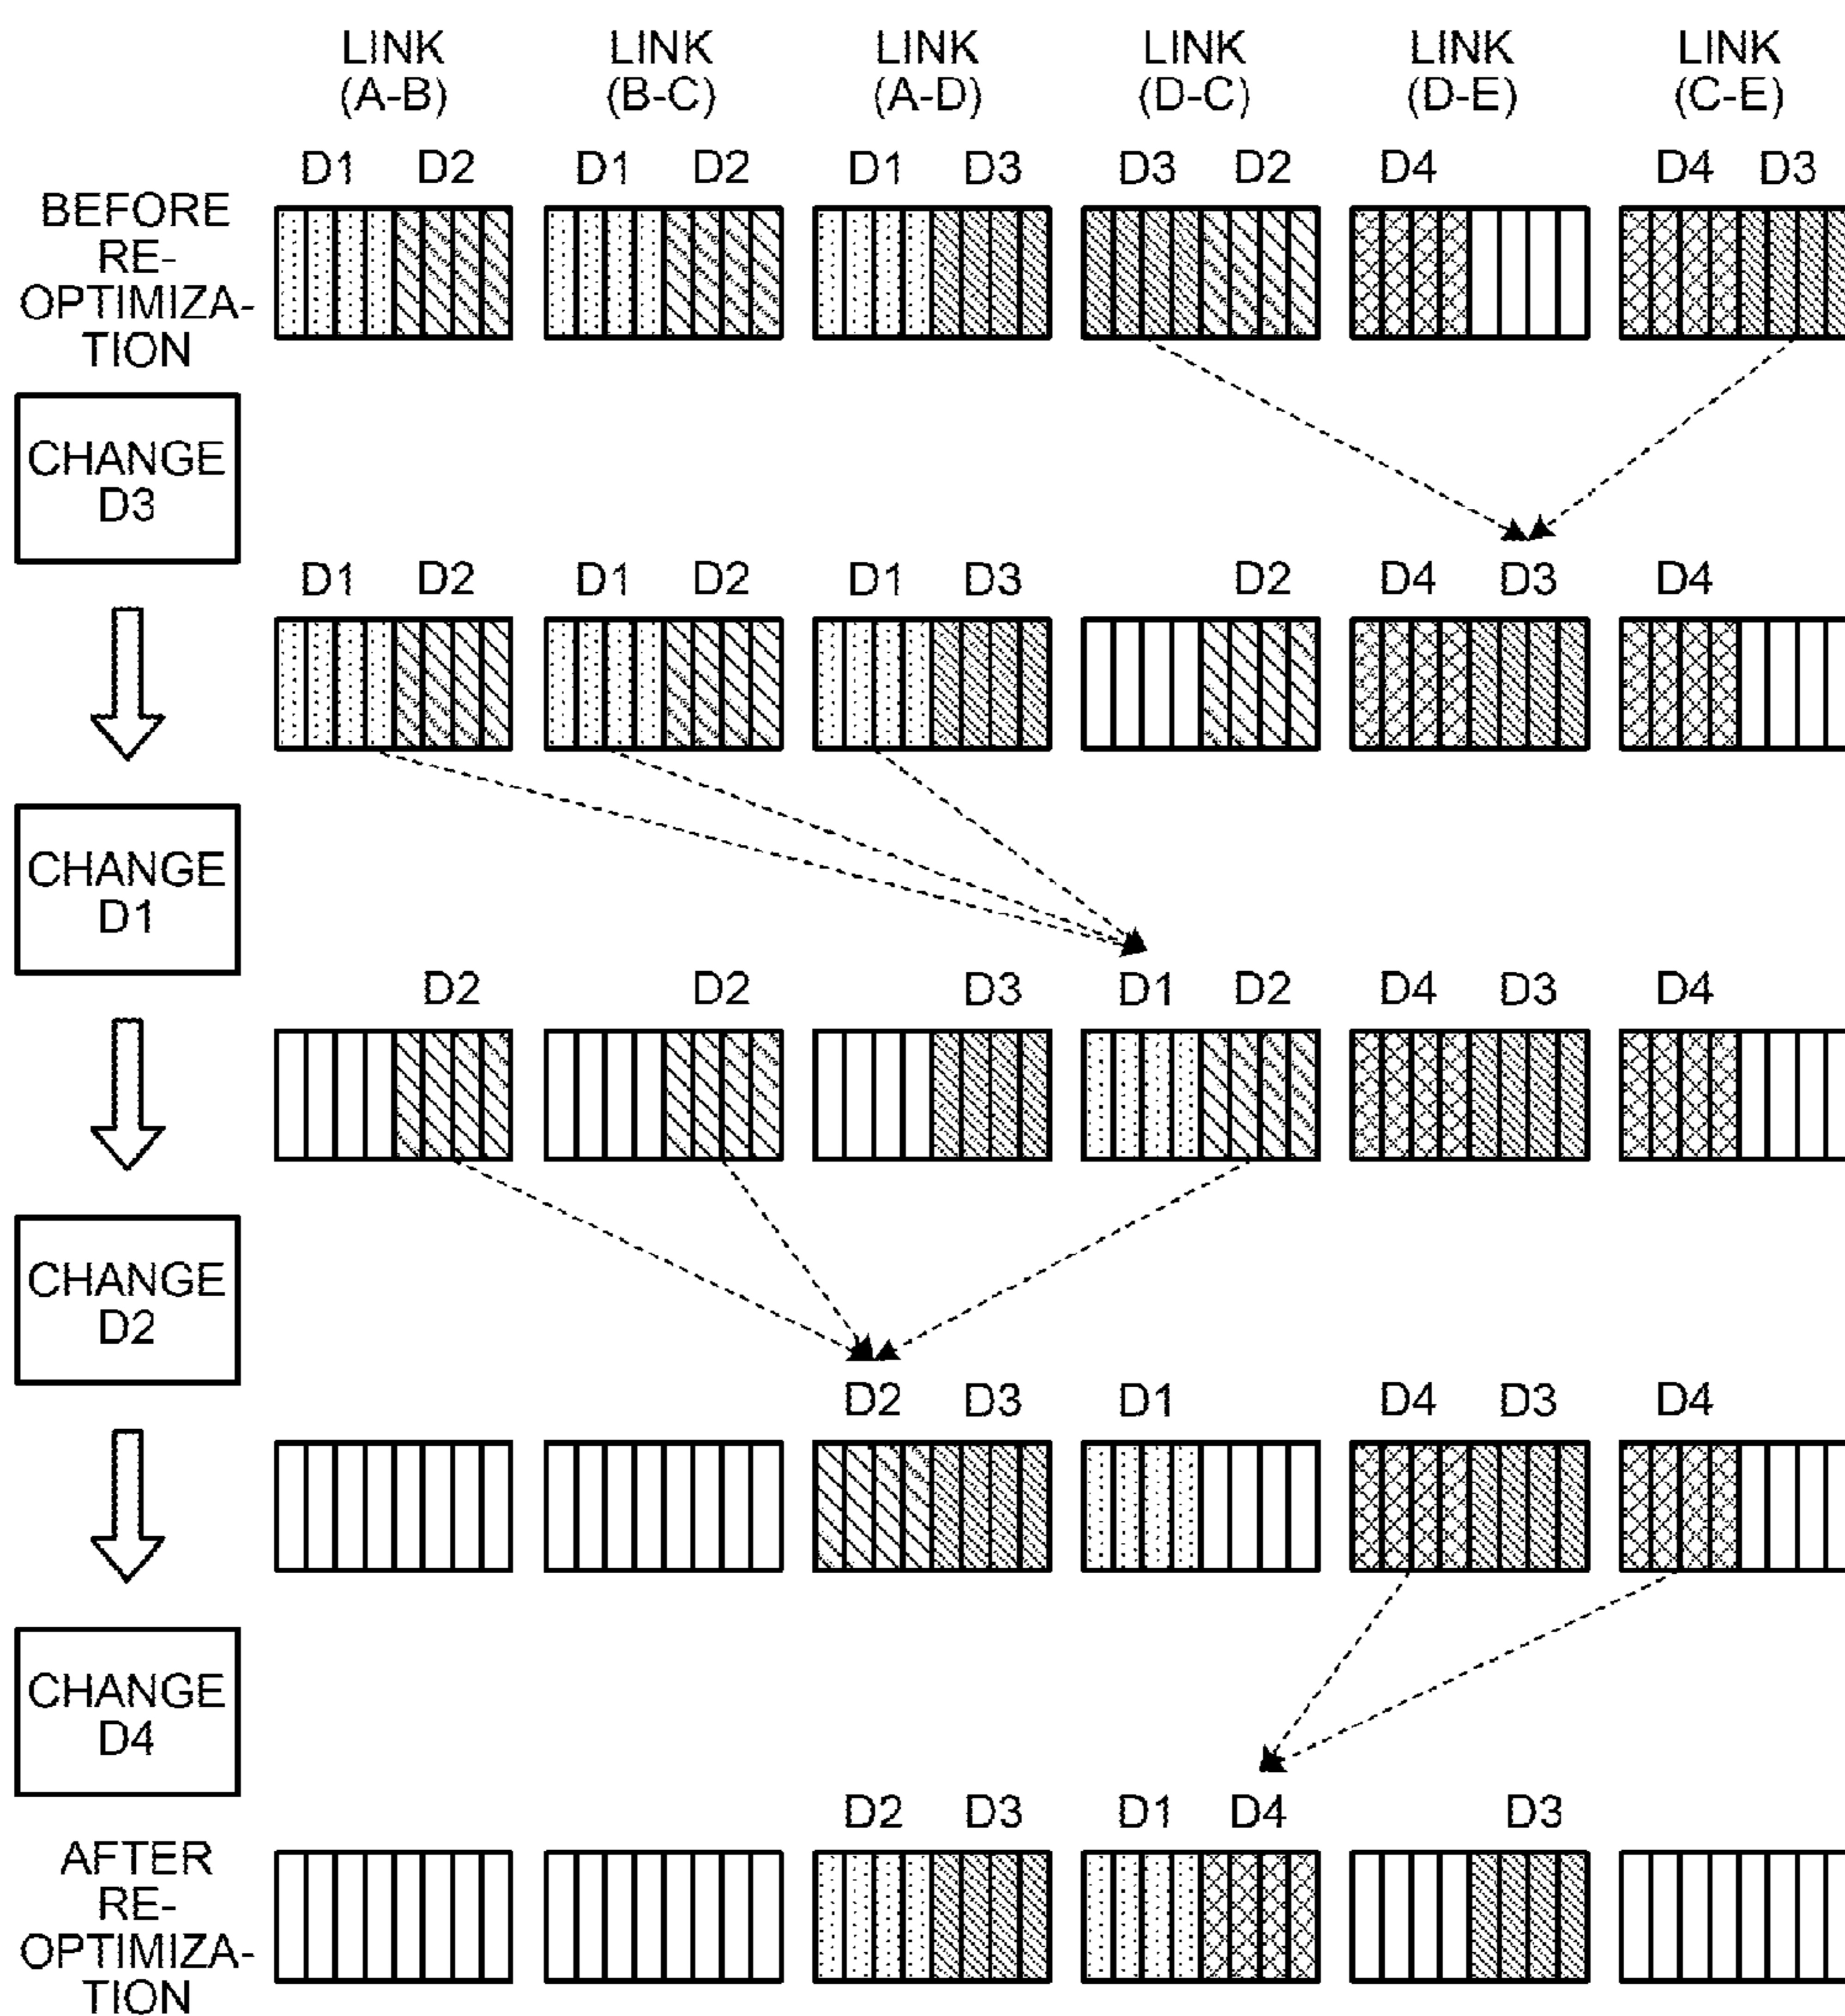 LINK LINK LINK LINK LINK LINK
(A-B) (B-C) (A-D) (D-C) (D-E) (C-E)
D1 D2 D1 D2 D1 D3 D3 D2 D4 D4 D3
BEFORE
RE-
OPTIMIZA-
TION
CHANGE
D3
D1 D2 D1 D2 D1 D3 D2 D4 D3 D4
CHANGE
D1
D2 D2 D3 D1 D2 D4 D3 D4
CHANGE
D2
D2 D3 D1 D4 D3 D4
CHANGE
D4
D2 D3 D1 D4 D3
AFTER
RE-
OPTIMIZA-
TION